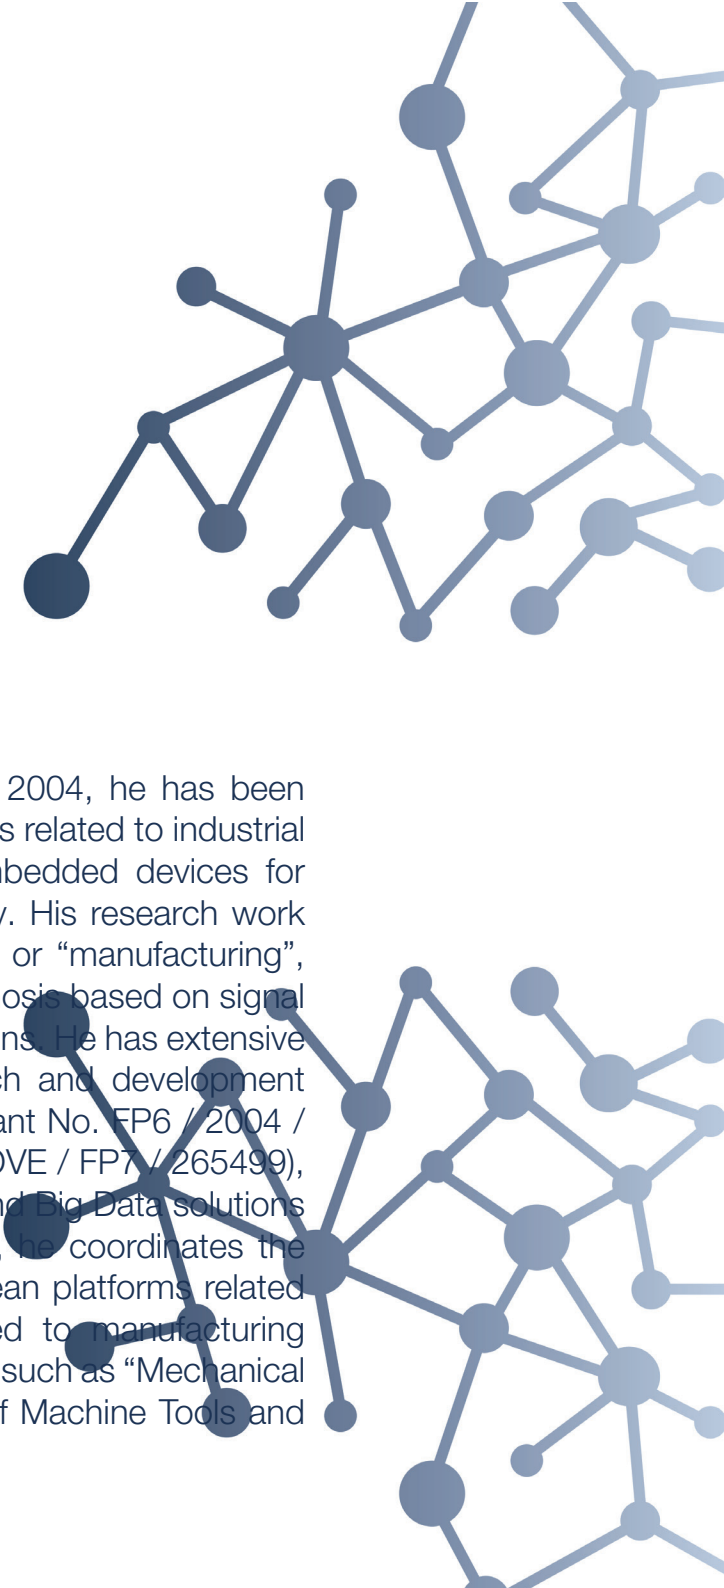 2004, he has been
s related to industrial
bedded devices for
y. His research work
or “manufacturing”,
osis based on signal
ns. He has extensive
ch and development
ant No. FP6 / 2004 /
OVE / FP7 / 265499),
nd Big Data solutions
, he coordinates the
ean platforms related
ed to manufacturing
such as “Mechanical
f Machine Tools and